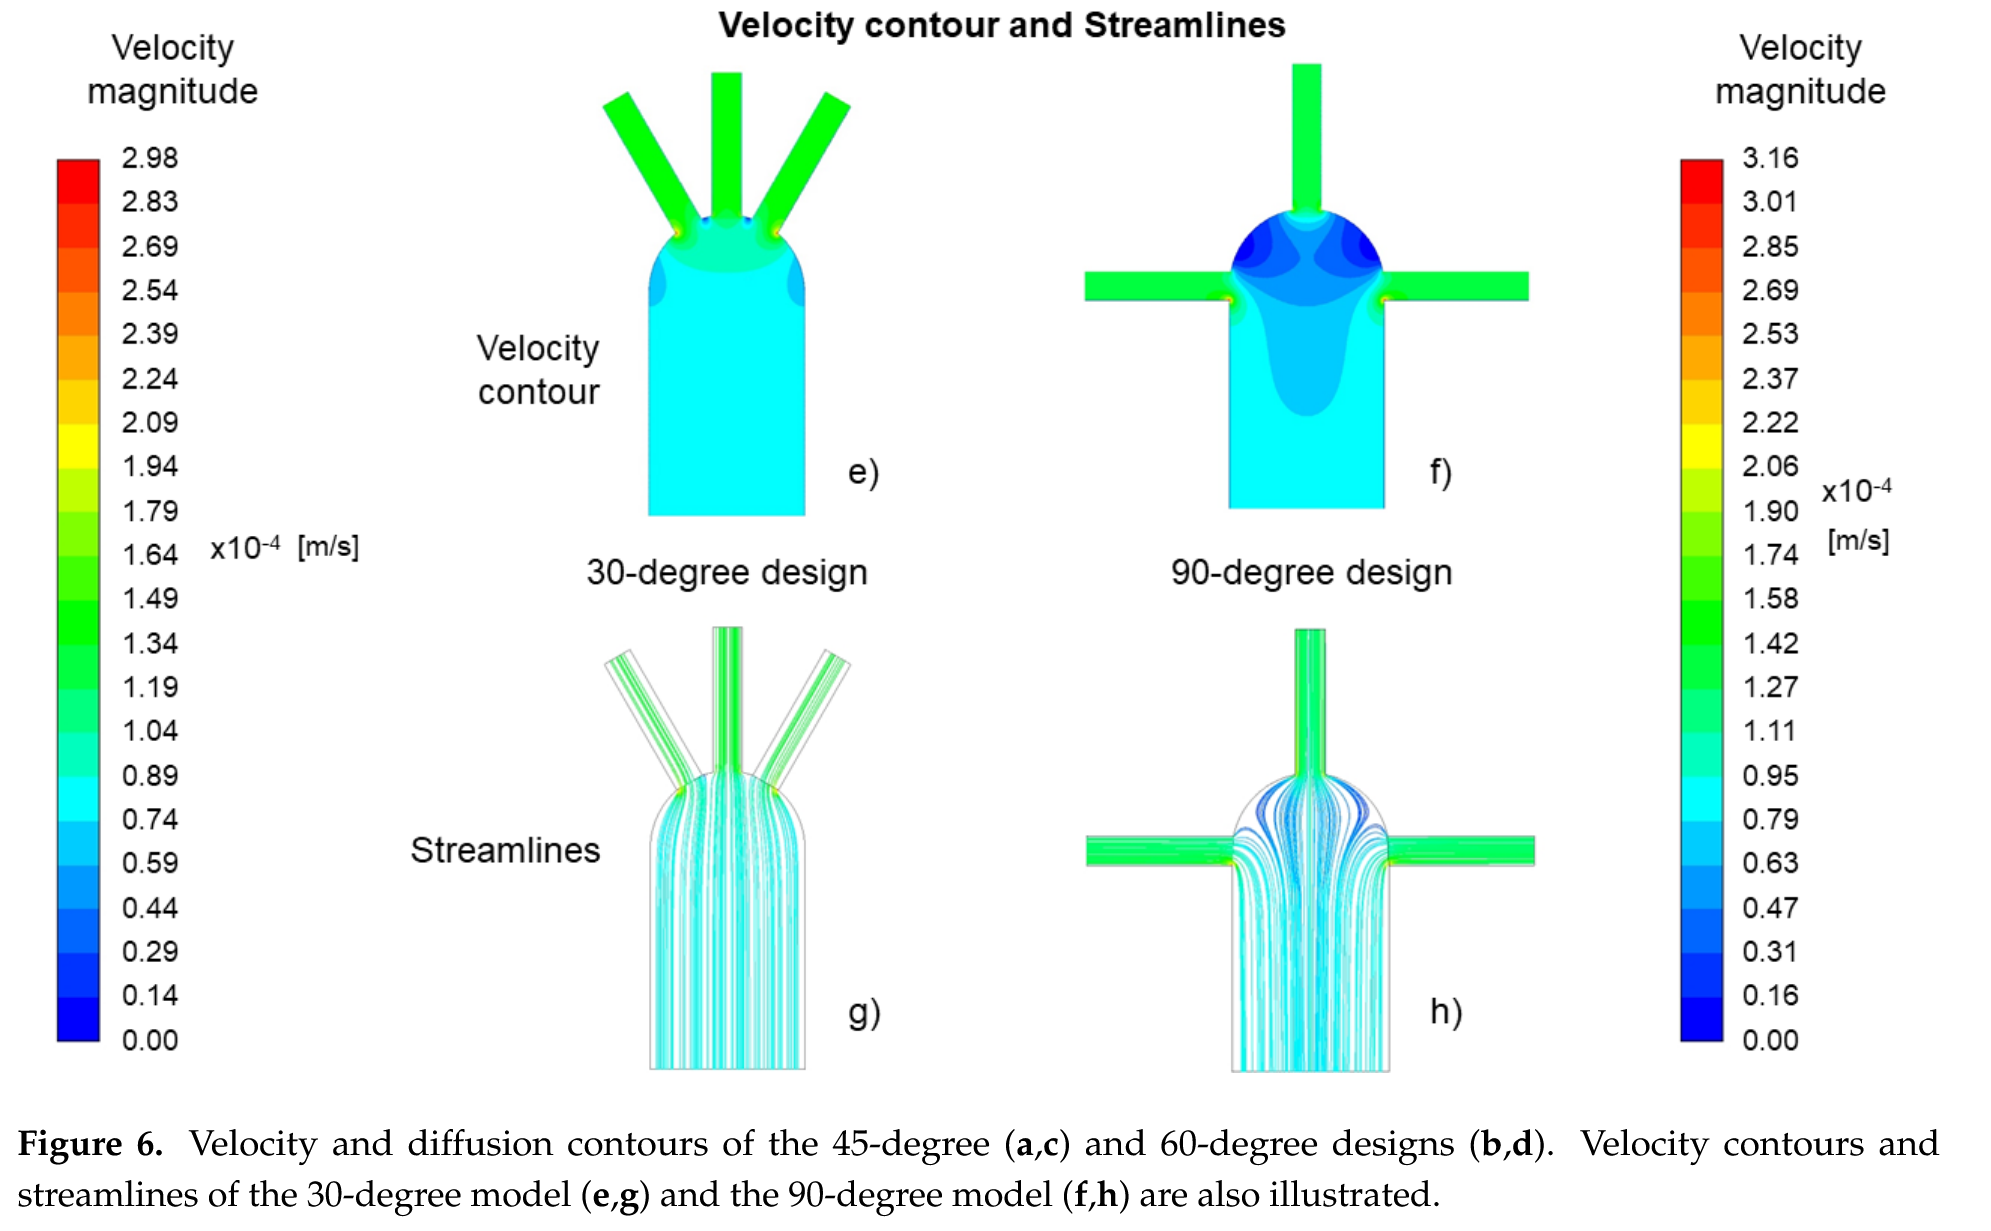 Velocity contour and Streamlines
Velocity
magnitude
2.98
2.83
2.69
2.54
2.39
2.24
2.09
1.94
1.79
1.64
1.49
1.34
1.19
1.04
0.89
0.74
0.59
0.44
0.29
0.14
0.00
x10-4 [m/s]
Velocity
contour
e)
f)
30-degree design
90-degree design
Streamlines
g)
h)
Velocity
magnitude
3.16
3.01
2.85
2.69
2.53
2.37
2.22
2.06
1.90
1.74
1.58
1.42
1.27
1.11
0.95
0.79
0.63
0.47
0.31
0.16
0.00
x10-4
[m/s]
Figure 6. Velocity and diffusion contours of the 45-degree (a,c) and 60-degree designs (b,d). Velocity contours and
streamlines of the 30-degree model (e,g) and the 90-degree model (f,h) are also illustrated.